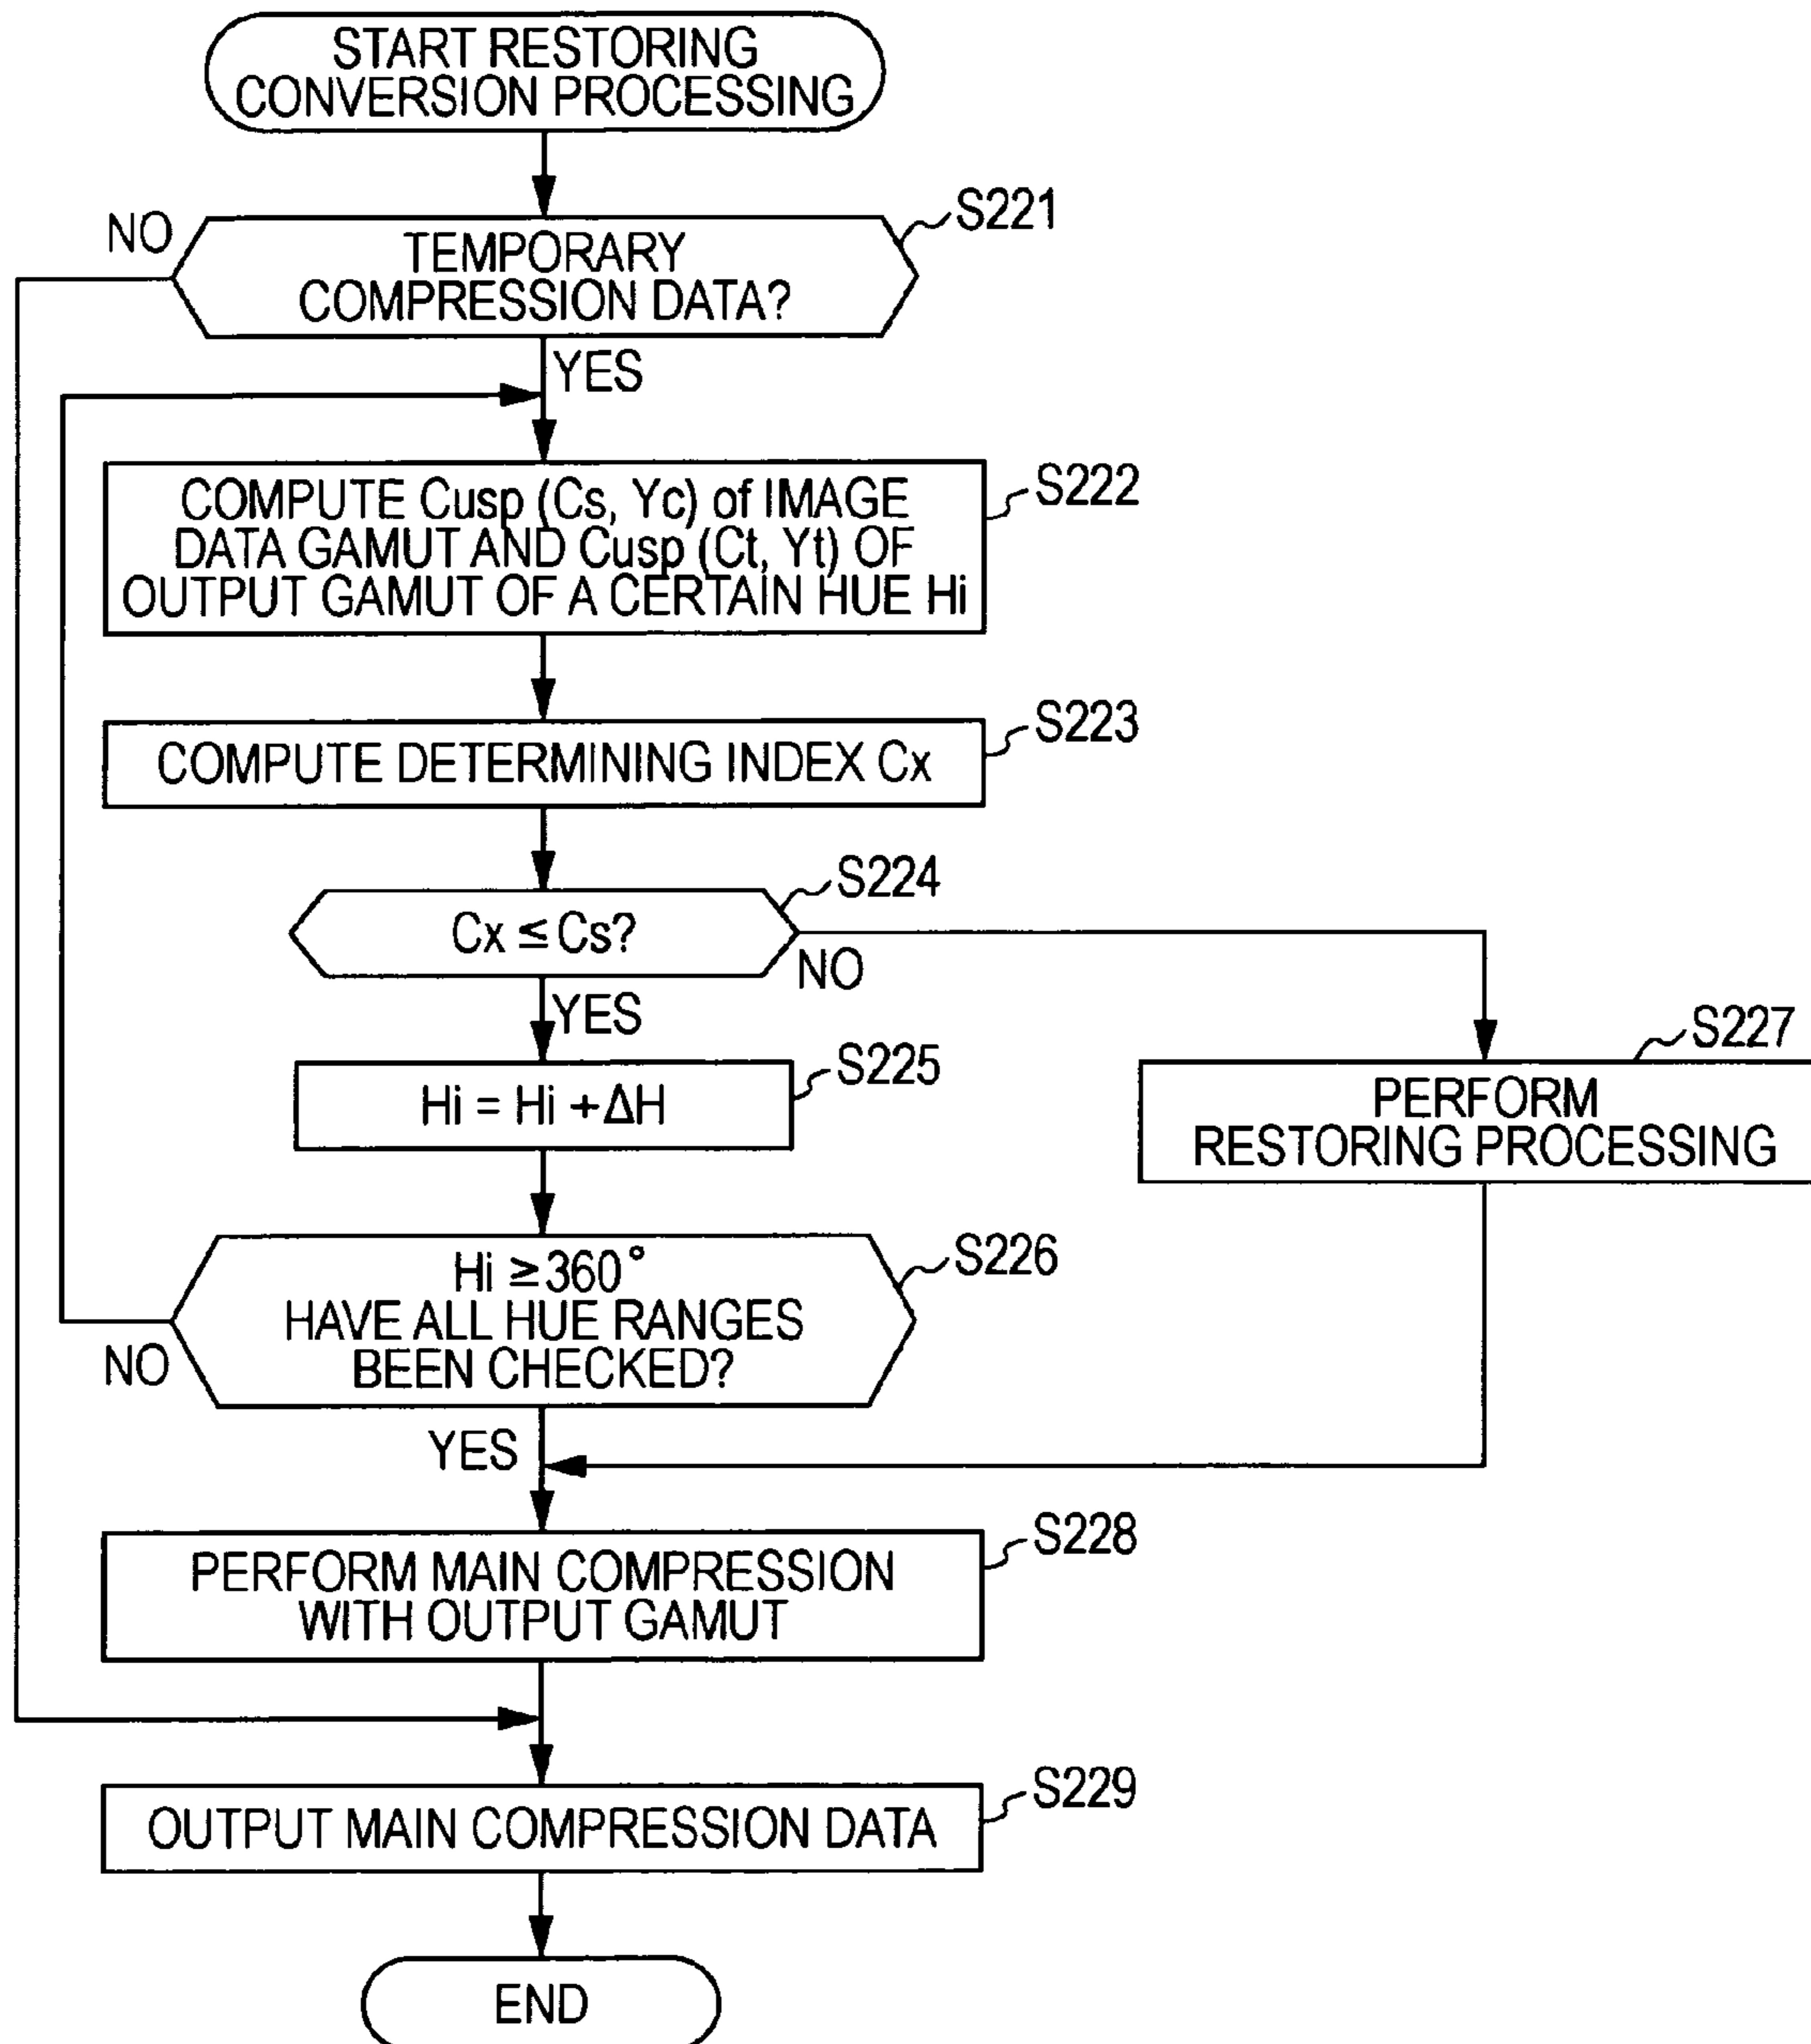 START RESTORING
CONVERSION PROCESSING
S221
NO
TEMPORARY
COMPRESSION DATA?
YES
S222
COMPUTE Cusp (Cs, Yc) of IMAGE
DATA GAMUT AND Cusp (Ct, Yt) OF
OUTPUT GAMUT OF A CERTAIN HUE Hi
S223
COMPUTE DETERMINING INDEX Cx
S224
Cx ≤ Cs?
NO
YES
S225
Hi = Hi + ΔH
S227
PERFORM
RESTORING PROCESSING
S226
Hi ≥ 360°
HAVE ALL HUE RANGES
BEEN CHECKED?
NO
YES
S228
PERFORM MAIN COMPRESSION
WITH OUTPUT GAMUT
S229
OUTPUT MAIN COMPRESSION DATA
END